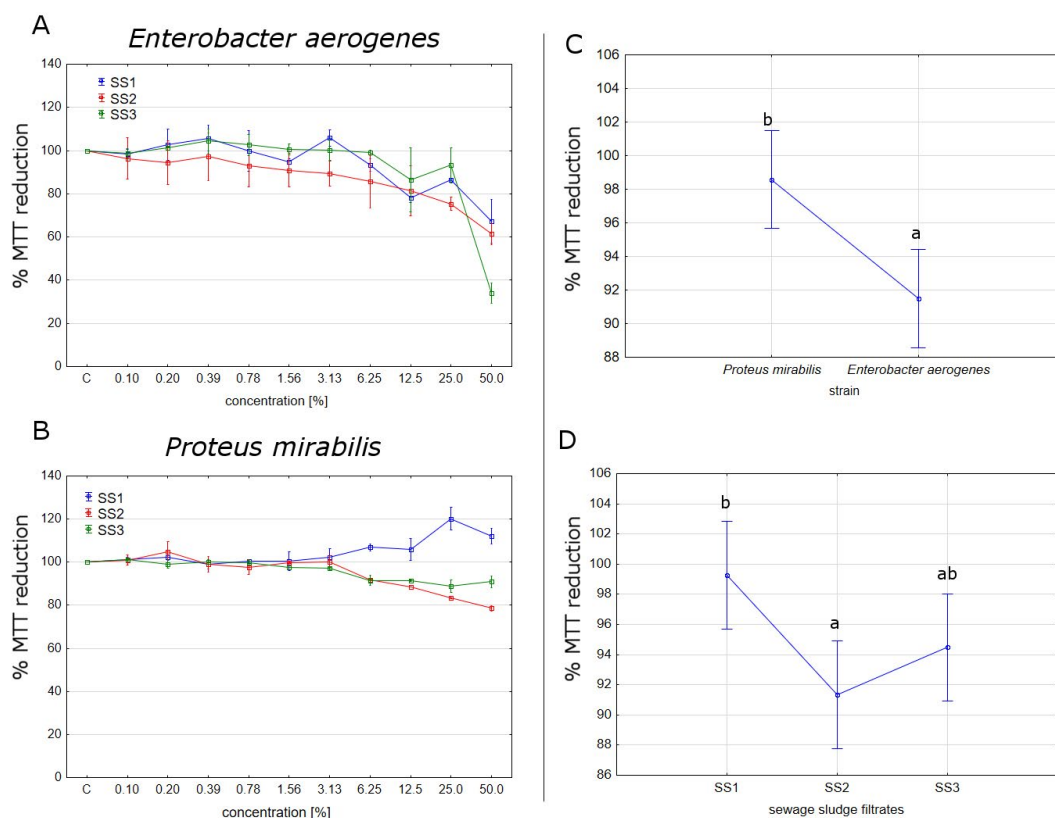 A
Enterobacter aerogenes
140
120
100
80
60
40
20
0
SS1
SS2
SS3
% MTT reduction
C 0.10 0.20 0.39 0.78 1.56 3.13 6.25 12.5 25.0 50.0
concentration [%]
B
Proteus mirabilis
140
120
100
80
60
40
20
0
SS1
SS2
SS3
% MTT reduction
C 0.10 0.20 0.39 0.78 1.56 3.13 6.25 12.5 25.0 50.0
concentration [%]
C
106
104
102
100
98
96
94
92
90
88
% MTT reduction
b
a
Proteus mirabilis Enterobacter aerogenes
strain
D
106
104
102
100
98
96
94
92
90
88
86
% MTT reduction
b
a
ab
SS1 SS2 SS3
sewage sludge filtrates